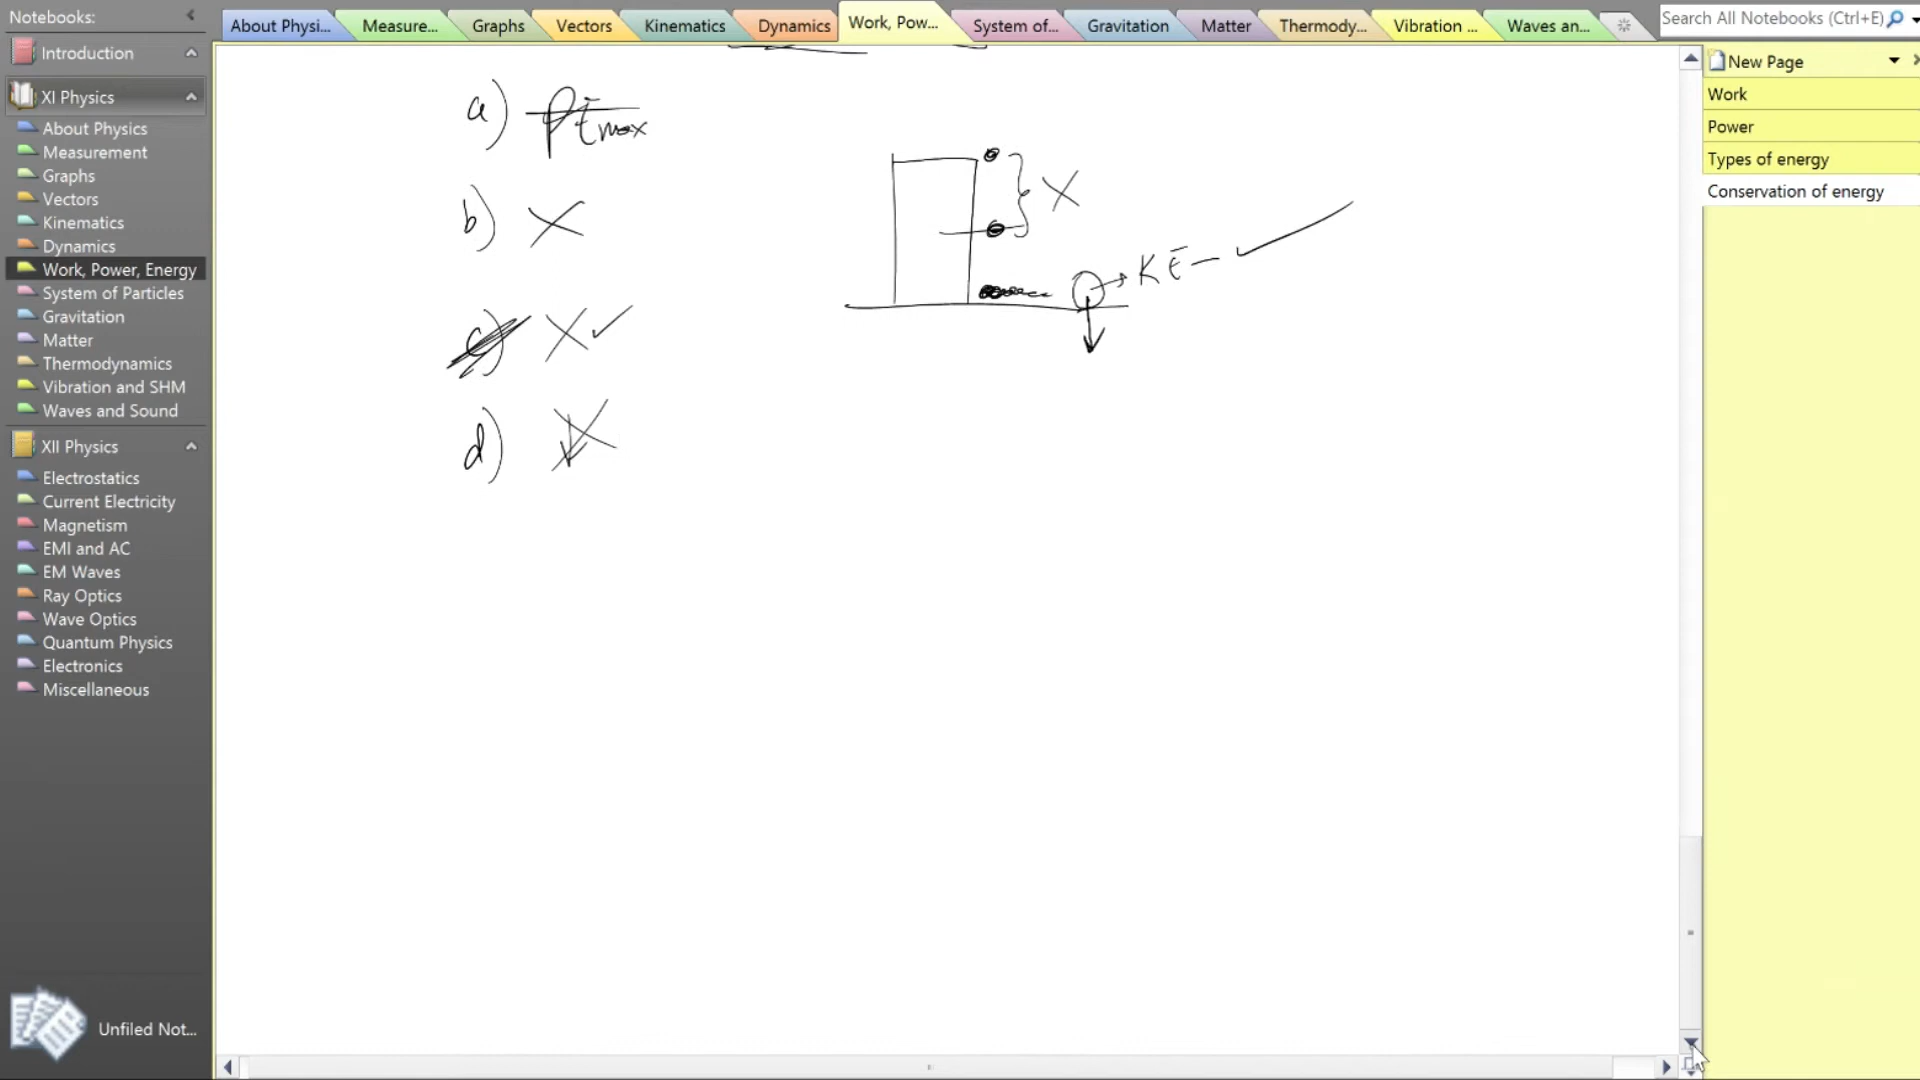 Notebooks:
Introduction
XI Physics
About Physics
Measurement
Graphs
Vectors
Kinematics
Dynamics
Work, Power, Energy
System of Particles
Gravitation
Matter
Thermodynamics
Vibration and SHM
Waves and Sound
XII Physics
Electrostatics
Current Electricity
Magnetism
EMI and AC
EM Waves
Ray Optics
Wave Optics
Quantum Physics
Electronics
Miscellaneous
Unfiled Not...
About Physi... Measure... Graphs Vectors Kinematics Dynamics Work, Pow... System of... Gravitation Matter Thermody... Vibration ... Waves an...
Search All Notebooks (Ctrl+E)
a) PEmax
b) X
c) X ✓
d) X
X
KE – ✓
New Page
Work
Power
Types of energy
Conservation of energy